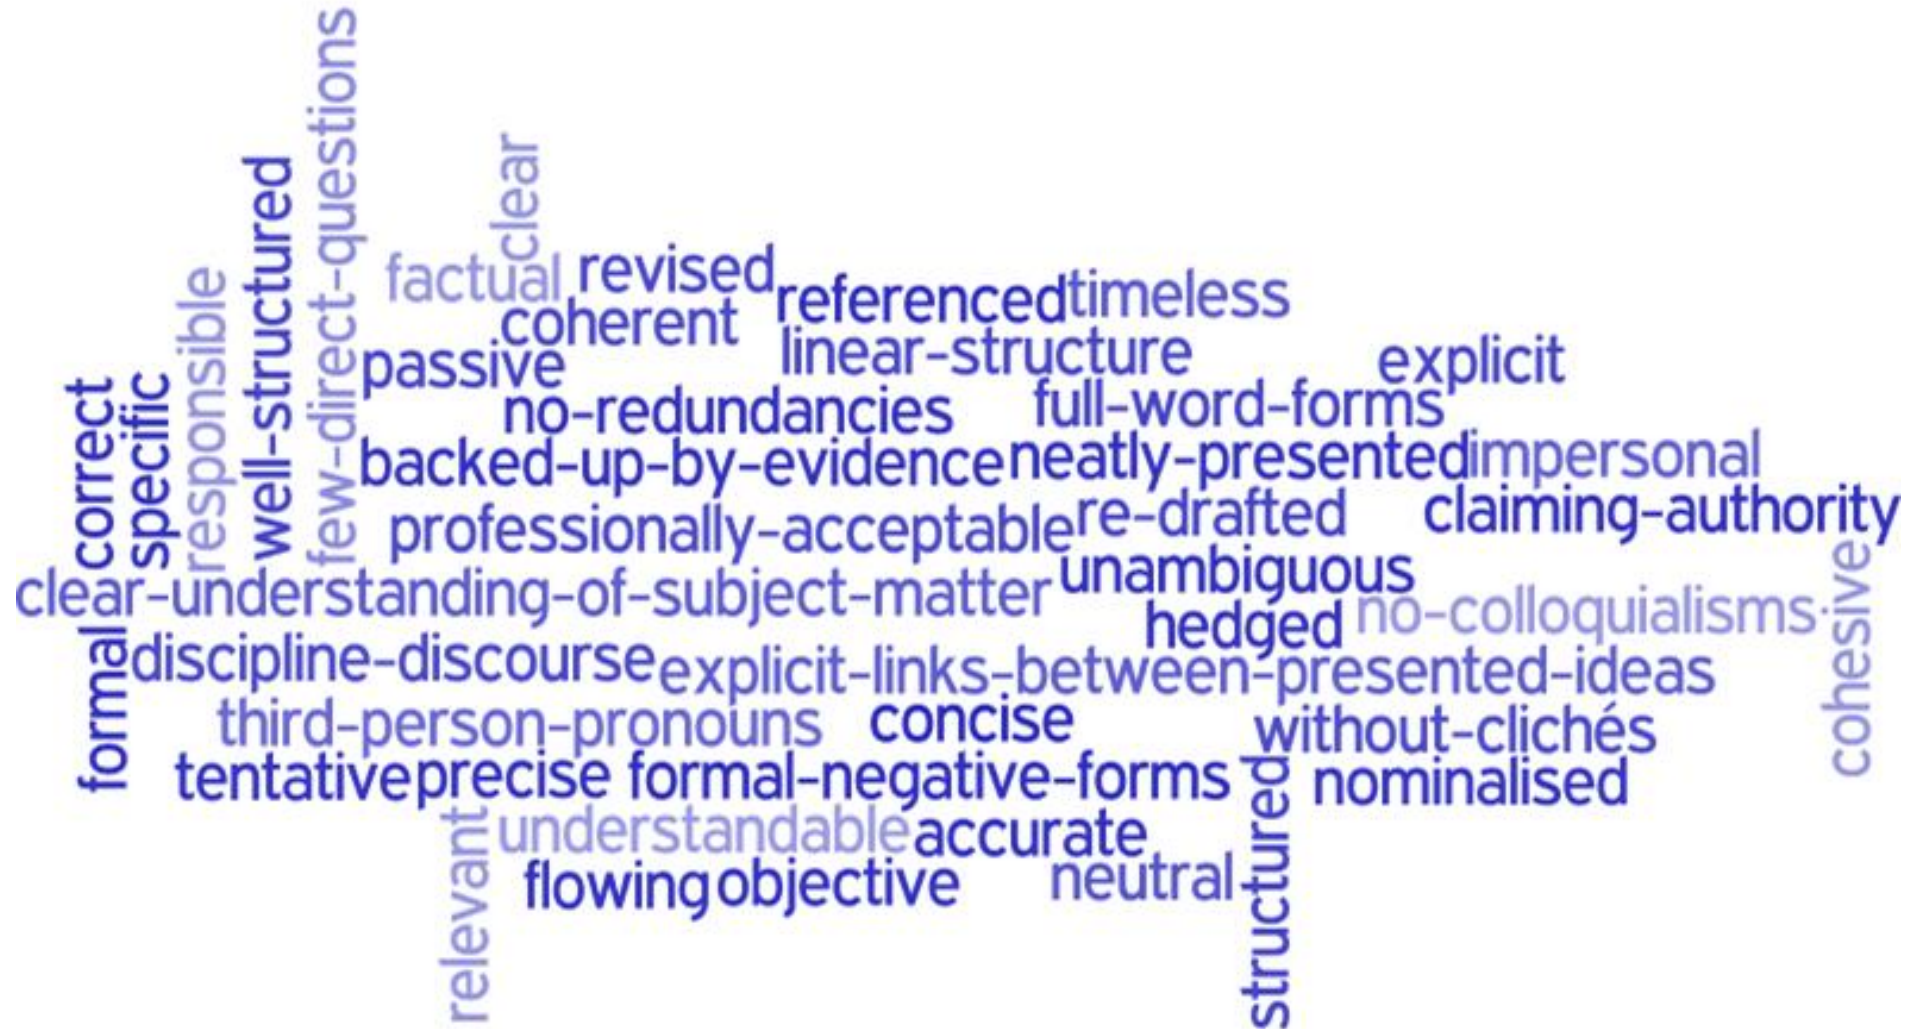 few-direct-questions
clear
well-structured
factual
revised
responsible
referenced
timeless
coherent
linear-structure
explicit
passive
correct
specific
no-redundancies
full-word-forms
backed-up-by-evidence
neatly-presented
impersonal
professionally-acceptable
re-drafted
claiming-authority
clear-understanding-of-subject-matter
unambiguous
hedged
no-colloquialisms
cohesive
formal
discipline-discourse
explicit-links-between-presented-ideas
third-person-pronouns
concise
without-clichés
tentative
precise
formal-negative-forms
nominalised
structured
relevant
understandable
accurate
flowing
objective
neutral